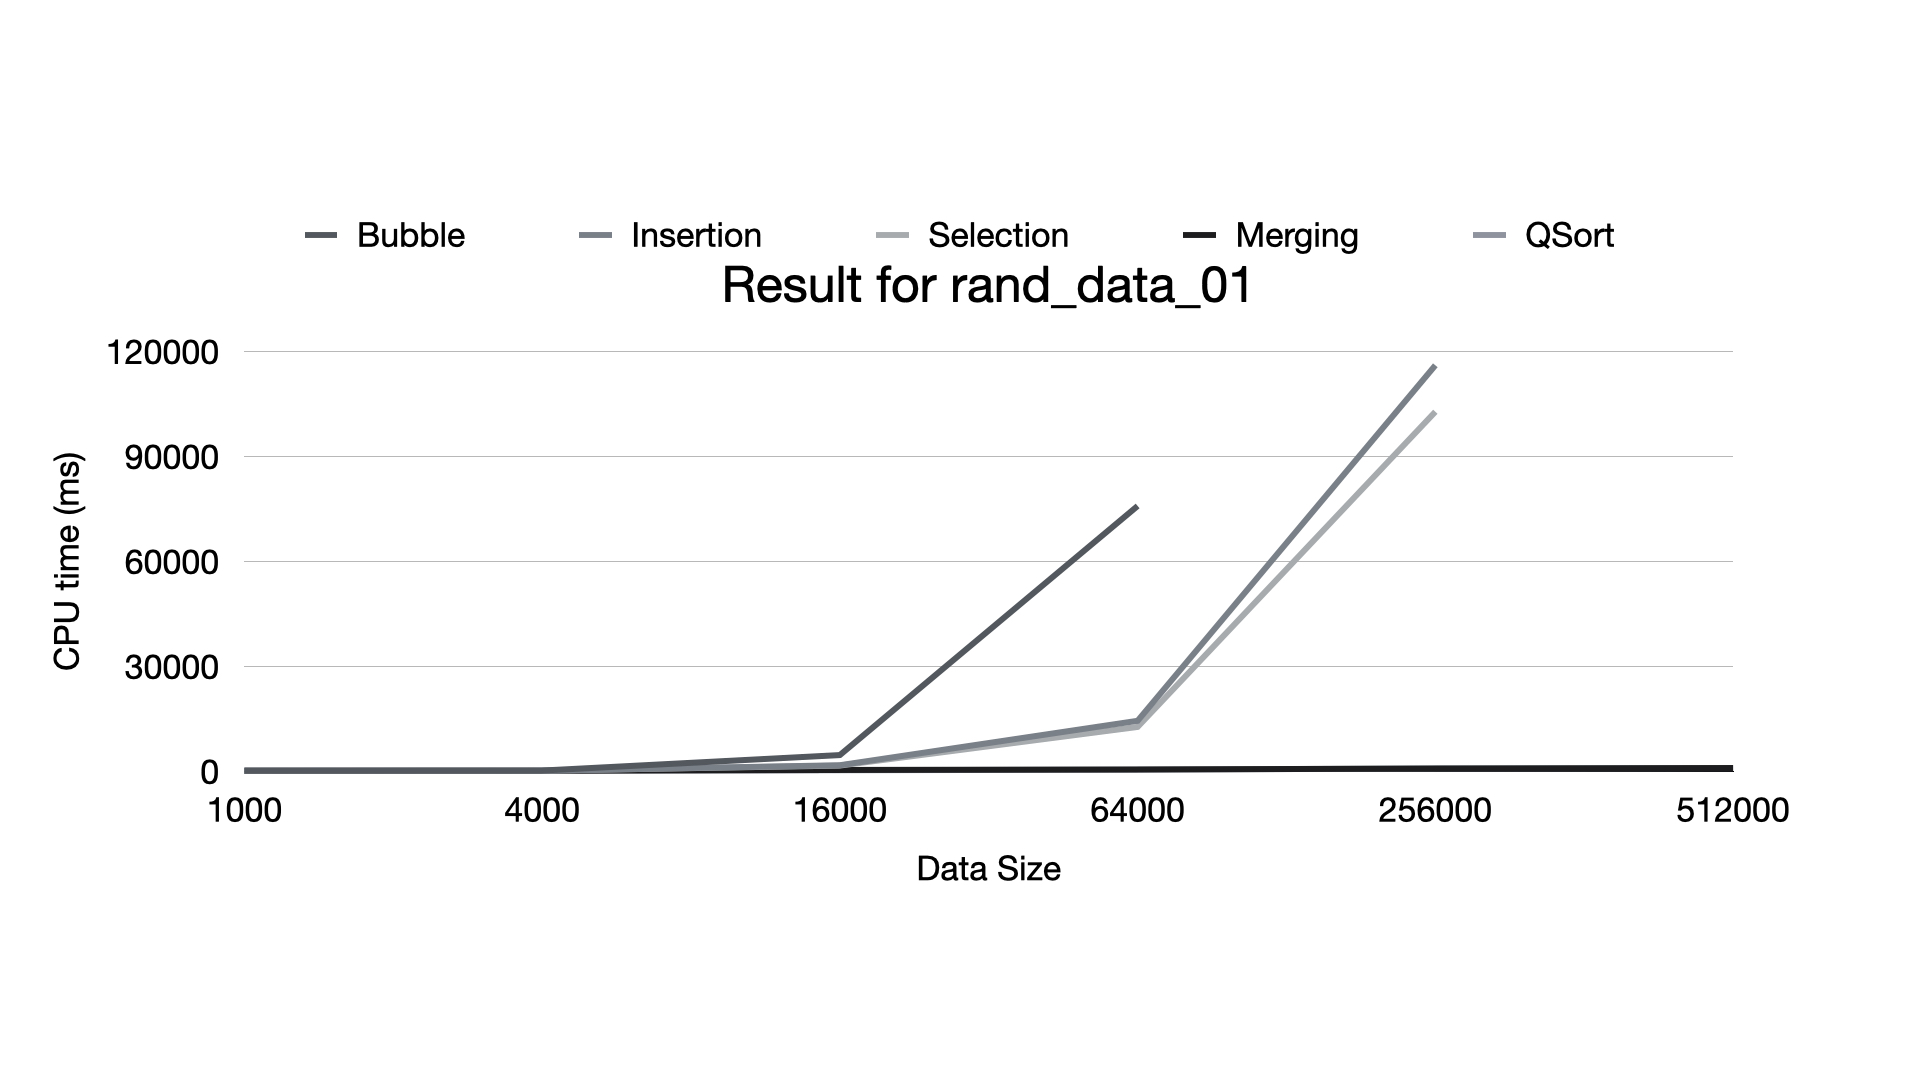 Bubble Insertion Selection Merging QSort
Result for rand_data_01
120000
90000
60000
30000
0
CPU time (ms)
1000 4000 16000 64000 256000 512000
Data Size